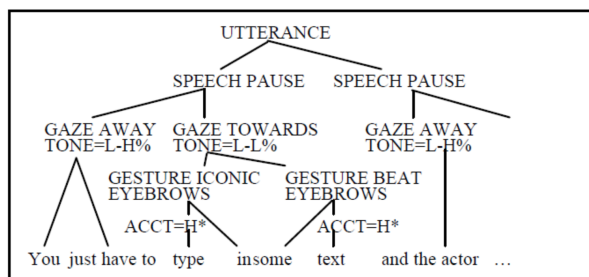 UTTERANCE
SPEECH PAUSE SPEECH PAUSE
GAZE AWAY GAZE TOWARDS GAZE AWAY
TONE=L-H% TONE=L-L% TONE=L-H%
GESTURE ICONIC GESTURE BEAT
EYEBROWS EYEBROWS
ACCT=H* ACCT=H*
You just have to type insome text and the actor ...